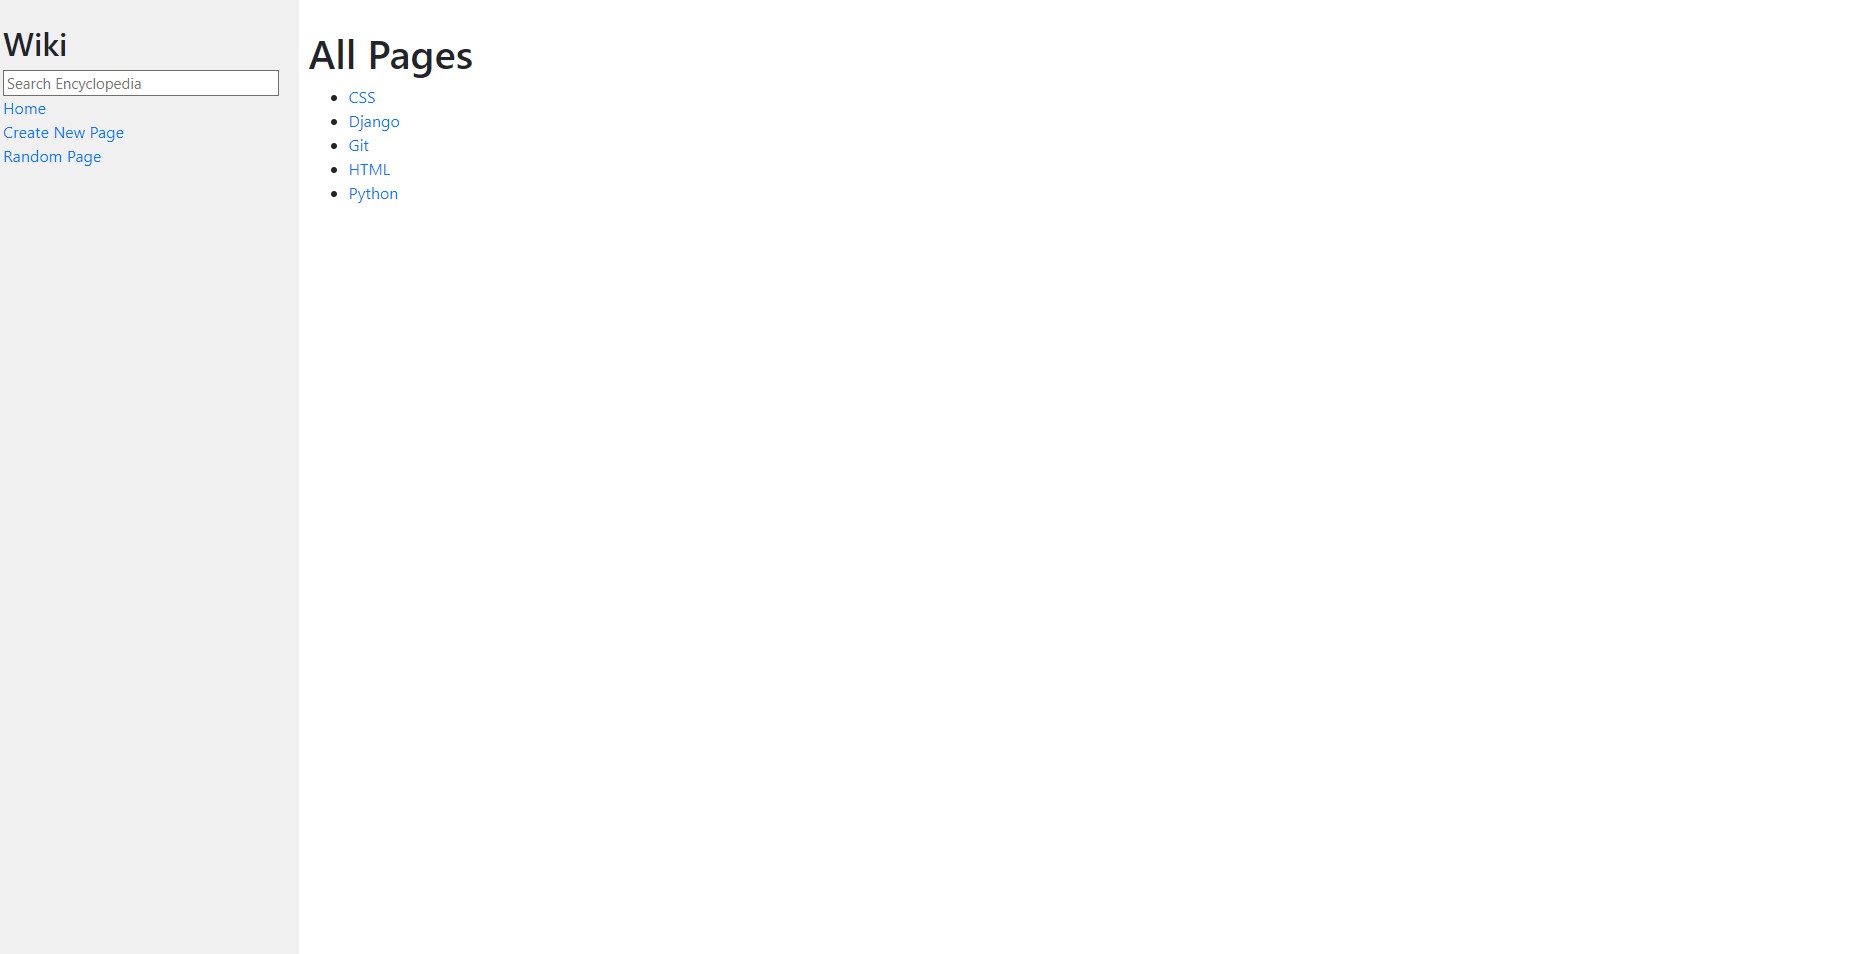 Wiki
Search Encyclopedia
Home
Create New Page
Random Page
All Pages
CSS
Django
Git
HTML
Python